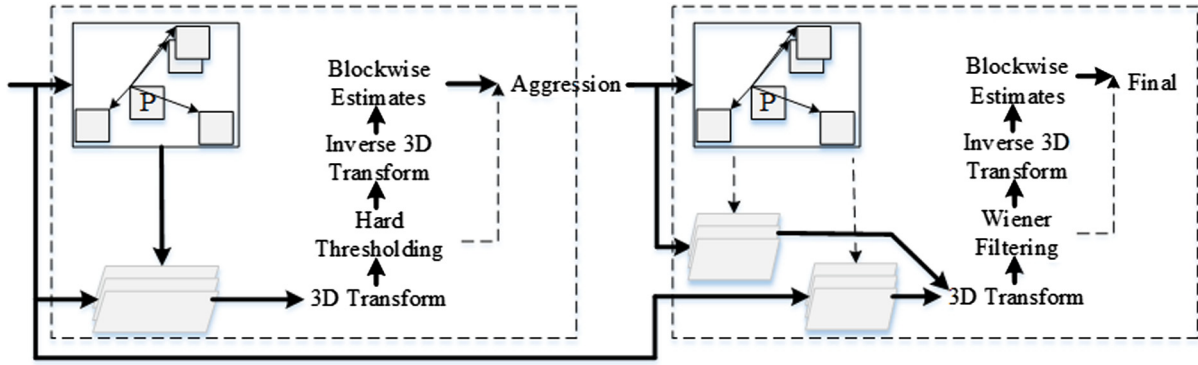 P
Blockwise
Estimates
Inverse 3D
Transform
Hard
Thresholding
3D Transform
Aggression
P
Blockwise
Estimates
Inverse 3D
Transform
Wiener
Filtering
3D Transform
Final